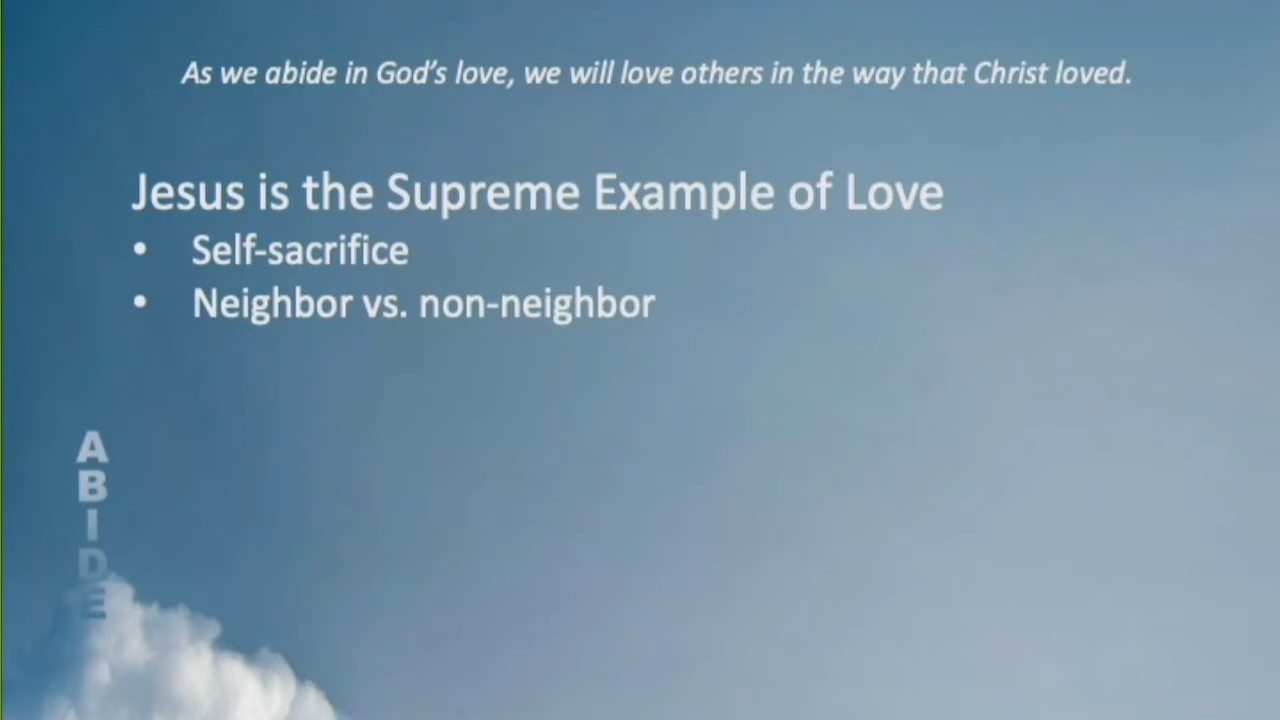 As we abide in God's love, we will love others in the way that Christ loved.
Jesus is the Supreme Example of Love
• Self-sacrifice
• Neighbor vs. non-neighbor
A
B
I
D
E